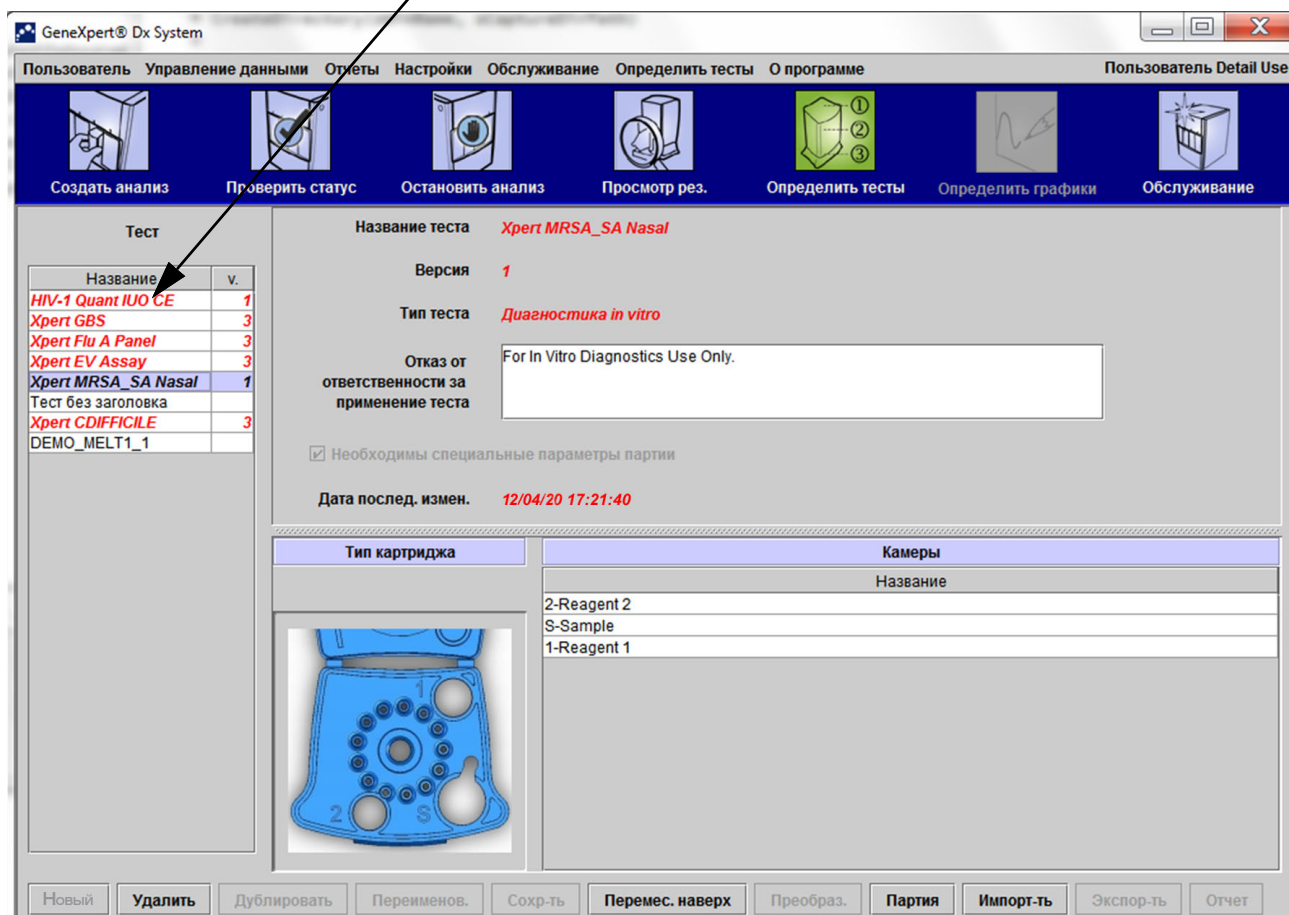 GeneXpert® Dx System
Пользователь Управление данными Отчеты Настройки Обслуживание Определить тесты О программе Пользователь Detail Use
Создать анализ Проверить статус Остановить анализ Просмотр рез. Определить тесты Определить графики Обслуживание
1
2
3
Тест
Название v.
HIV-1 Quant IUO CE 1
Xpert GBS 3
Xpert Flu A Panel 3
Xpert EV Assay 3
Xpert MRSA_SA Nasal 1
Тест без заголовка
Xpert CDIFFICILE 3
DEMO_MELT1_1
Название теста Xpert MRSA_SA Nasal
Версия 1
Тип теста Диагностика in vitro
Отказ от
ответственности за
применение теста
For In Vitro Diagnostics Use Only.
Необходимы специальные параметры партии
Дата послед. измен. 12/04/20 17:21:40
Тип картриджа
1
2 S
Камеры
Название
2-Reagent 2
S-Sample
1-Reagent 1
Новый Удалить Дублировать Переименов. Сохр-ть Перемес. наверх Преобраз. Партия Импорт-ть Экспор-ть Отчет